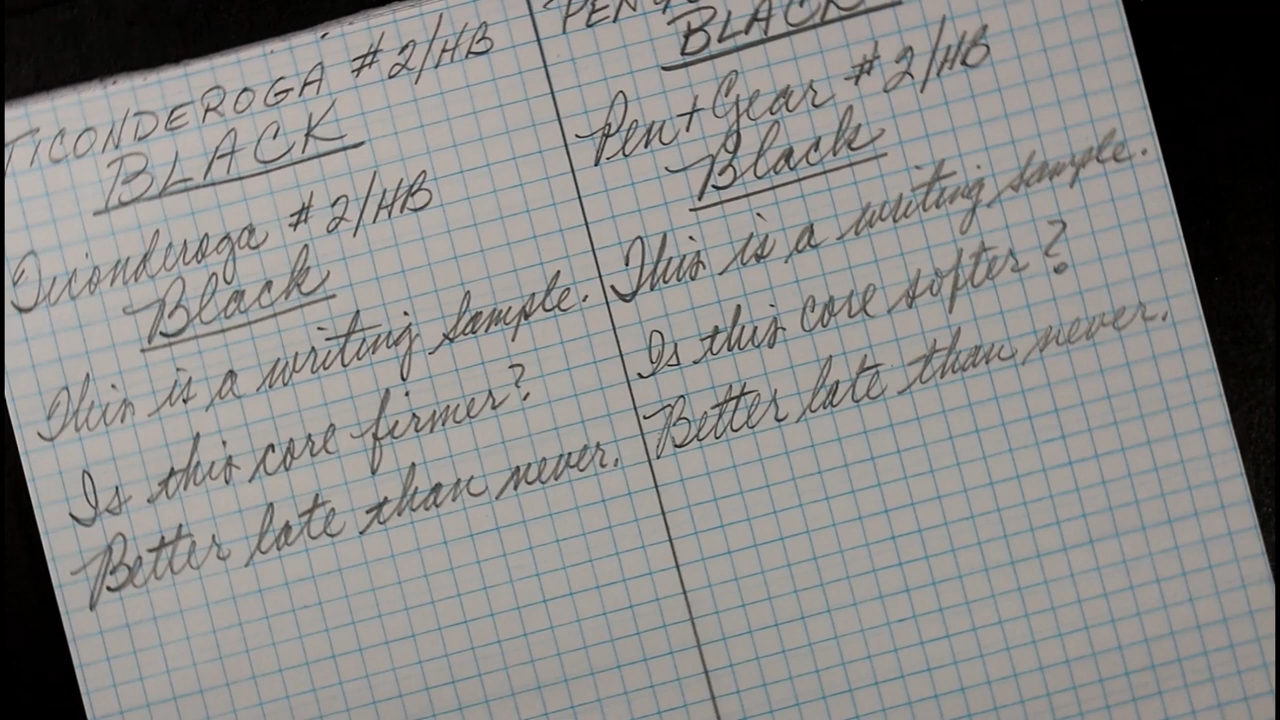 TICONDEROGA #2/HB
BLACK
Ticonderoga #2/HB
Black
This is a writing sample.
Is this core firmer?
Better late than never.
BLACK
Pen+Gear #2/HB
Black
This is a writing sample.
Is this core softer?
Better late than never.